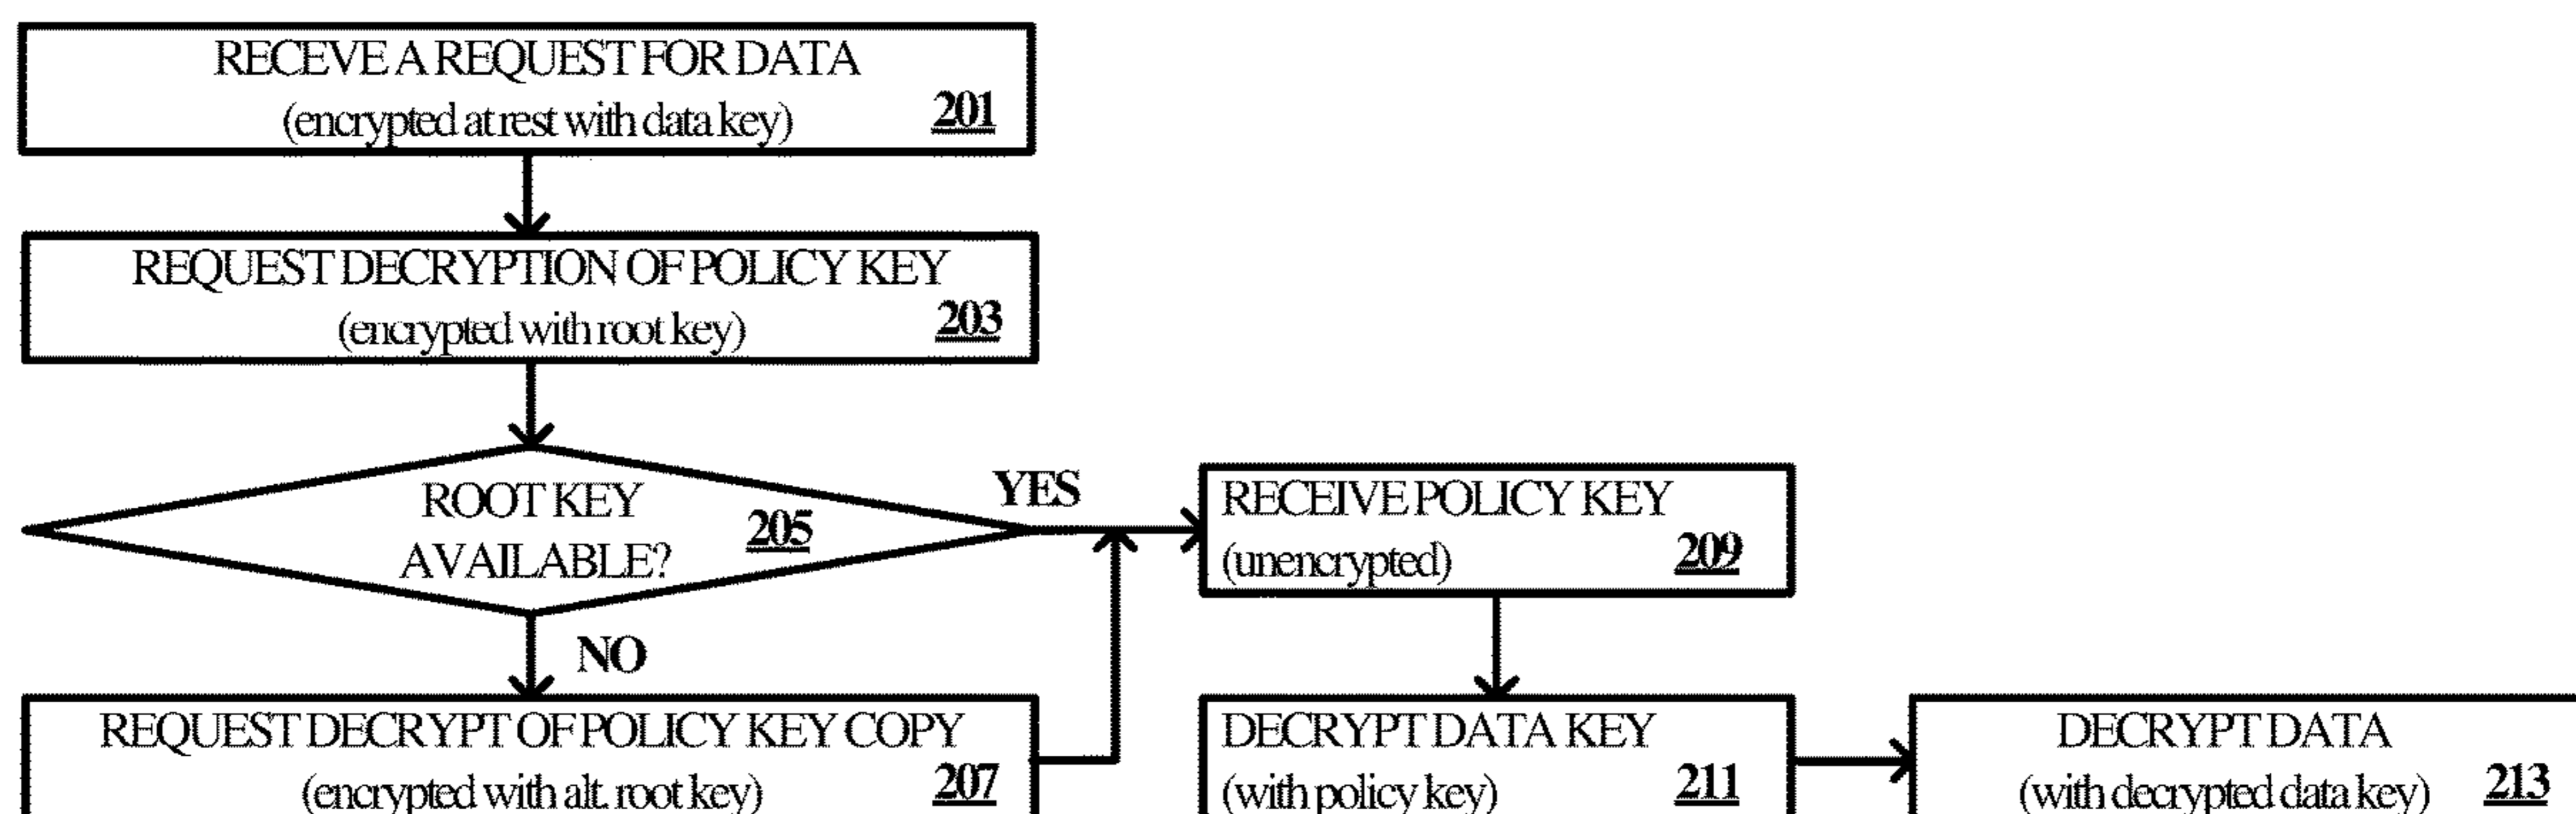 RECEVE A REQUEST FOR DATA
(encrypted at rest with data key) 201
REQUEST DECRYPTION OF POLICY KEY
(encrypted with root key) 203
ROOT KEY
AVAILABLE? 205
YES
NO
REQUEST DECRYPT OF POLICY KEY COPY
(encrypted with alt. root key) 207
RECEIVE POLICY KEY
(unencrypted) 209
DECRYPT DATA KEY
(with policy key) 211
DECRYPT DATA
(with decrypted data key) 213